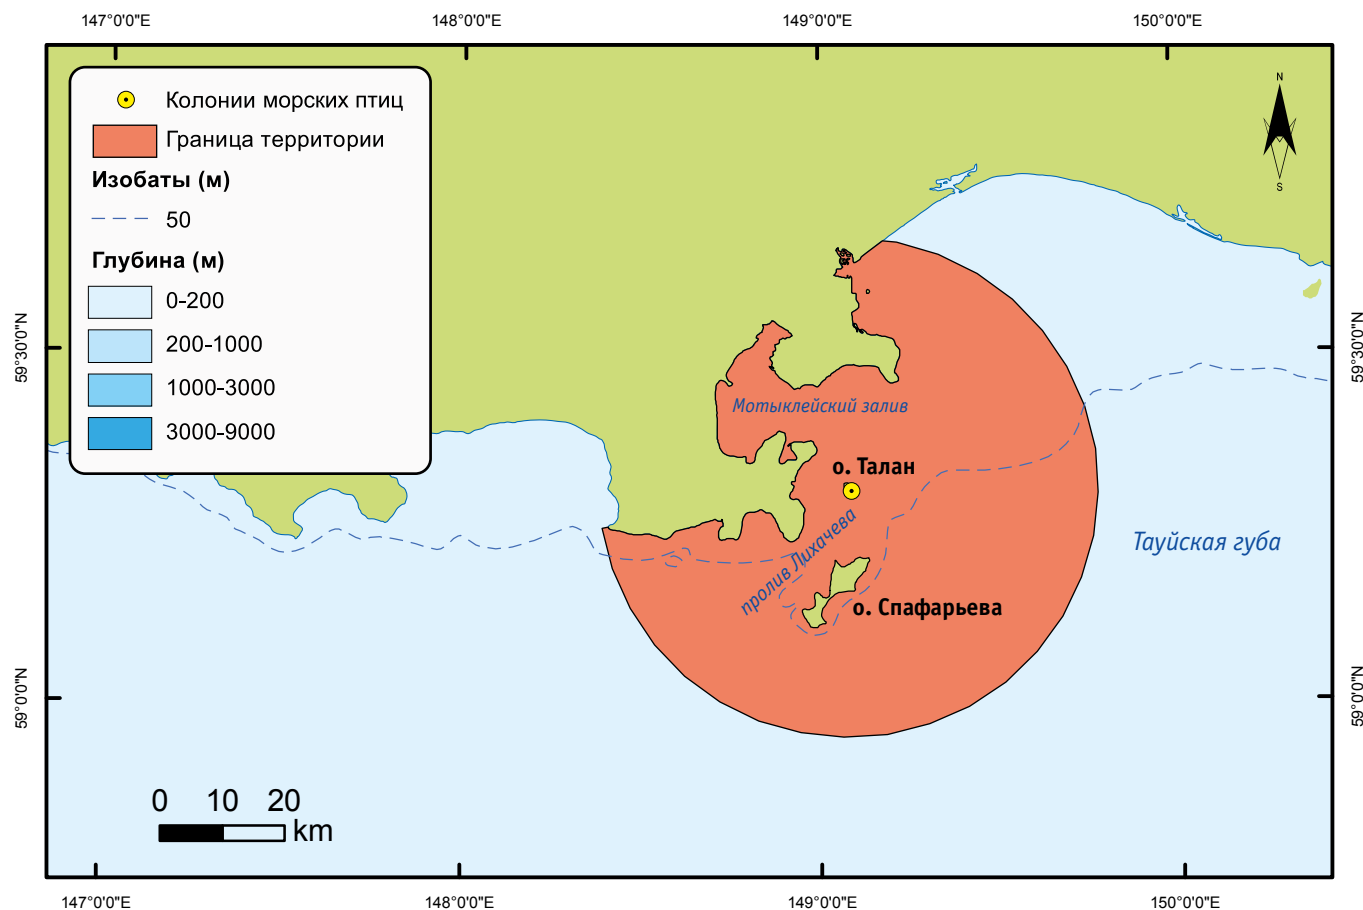 147°0'0"E 148°0'0"E 149°0'0"E 150°0'0"E
Колонии морских птиц
Граница территории
Изобаты (м)
50
Глубина (м)
0-200
200-1000
1000-3000
3000-9000
N
S
59°30'0"N
59°30'0"N
Мотыклейский залив
о. Талан
пролив Лихачева
Тауйская губа
о. Спафарьева
59°0'0"N
59°0'0"N
0 10 20
km
147°0'0"E 148°0'0"E 149°0'0"E 150°0'0"E